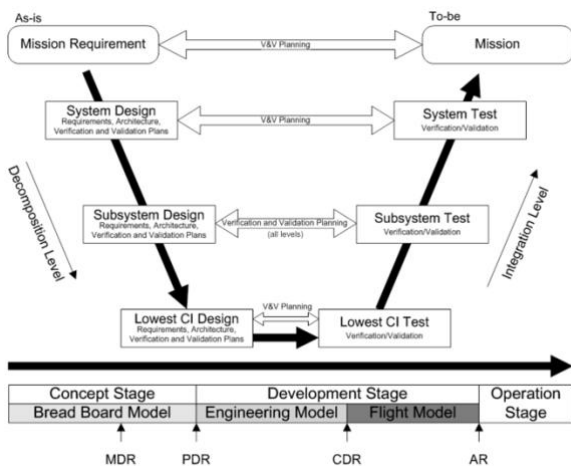 As-is
To-be
Mission Requirement
V&V Planning
Mission
System Design
Requirements, Architecture,
Verification and Validation Plans
V&V Planning
System Test
Verification/Validation
Decomposition Level
Subsystem Design
Requirements, Architecture,
Verification and Validation Plans
Verification and Validation Planning
(all levels)
Subsystem Test
Verification/Validation
Integration Level
Lowest CI Design
Requirements, Architecture,
Verification and Validation Plans
V&V Planning
Lowest CI Test
Verification/Validation
Concept Stage
Development Stage
Operation
Stage
Bread Board Model
Engineering Model
Flight Model
MDR
PDR
CDR
AR